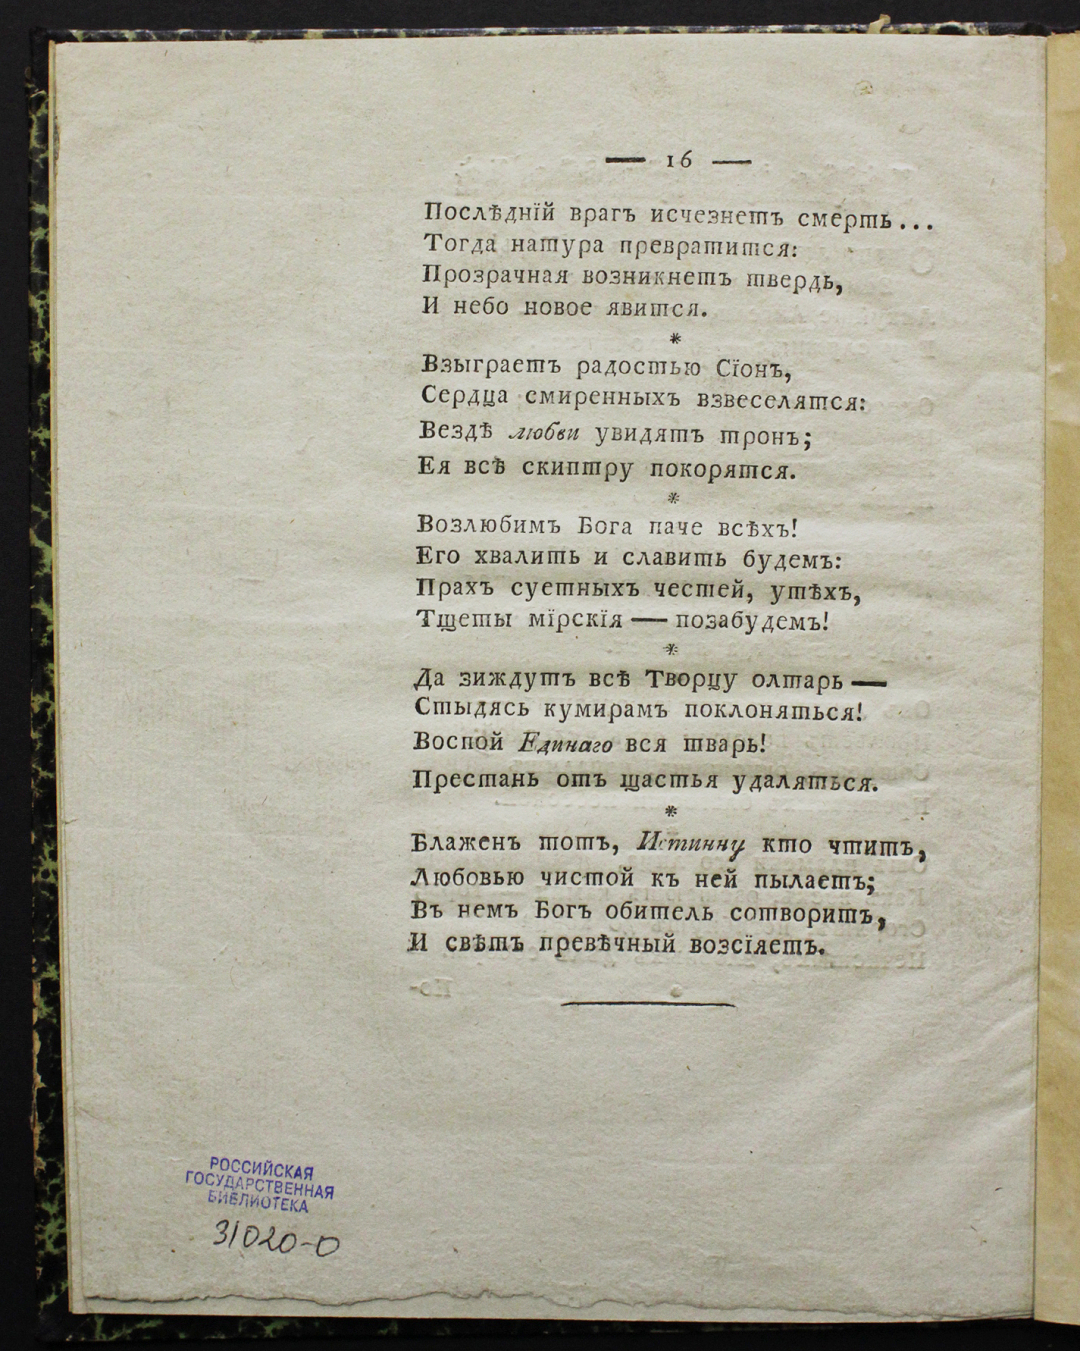 — 16 —
Послѣдній врагъ исчезнетъ смерть...
Тогда натура превратится:
Прозрачная возникнетъ твердь,
И небо новое явится.
*
Взыграетъ радостью Сіонъ,
Сердца смиренныхъ взвеселятся:
Вездѣ любви увидятъ тронъ;
Ея всѣ скиптру покорятся.
*
Возлюбимъ Бога паче всѣхъ!
Его хвалить и славить будемъ:
Прахъ суетныхъ честей, утѣхъ,
Тщеты мірскія — позабудемъ!
*
Да зиждутъ всѣ Творцу олтарь —
Стыдясь кумирамъ поклоняться!
Воспой Единаго вся тварь!
Престань отъ щастья удаляться.
*
Блаженъ тотъ, Истинну кто чтитъ,
Любовью чистой къ ней пылаетъ;
Въ немъ Богъ обитель сотворитъ,
И свѣтъ превѣчный возсіяетъ.
РОССИЙСКАЯ
ГОСУДАРСТВЕННАЯ
БИБЛИОТЕКА
31020-0